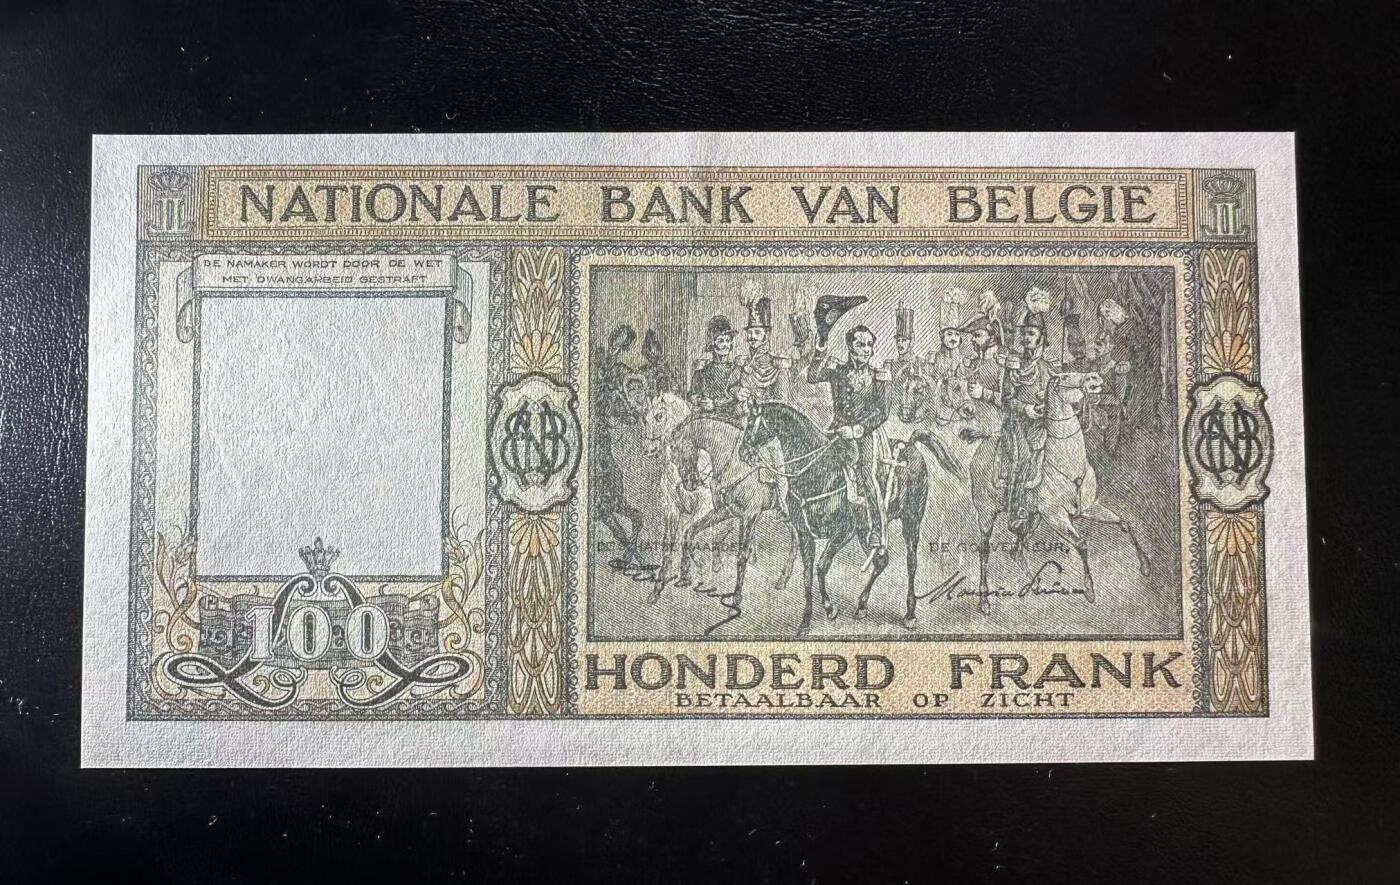 NATIONALE BANK VAN BELGIE
DE NAMAKER WORDT DOOR DE WET
MET DWANGARBEID GESTRAFT
DE GOUVERNEUR,
100
HONDERD FRANK
BETAALBAAR OP ZICHT